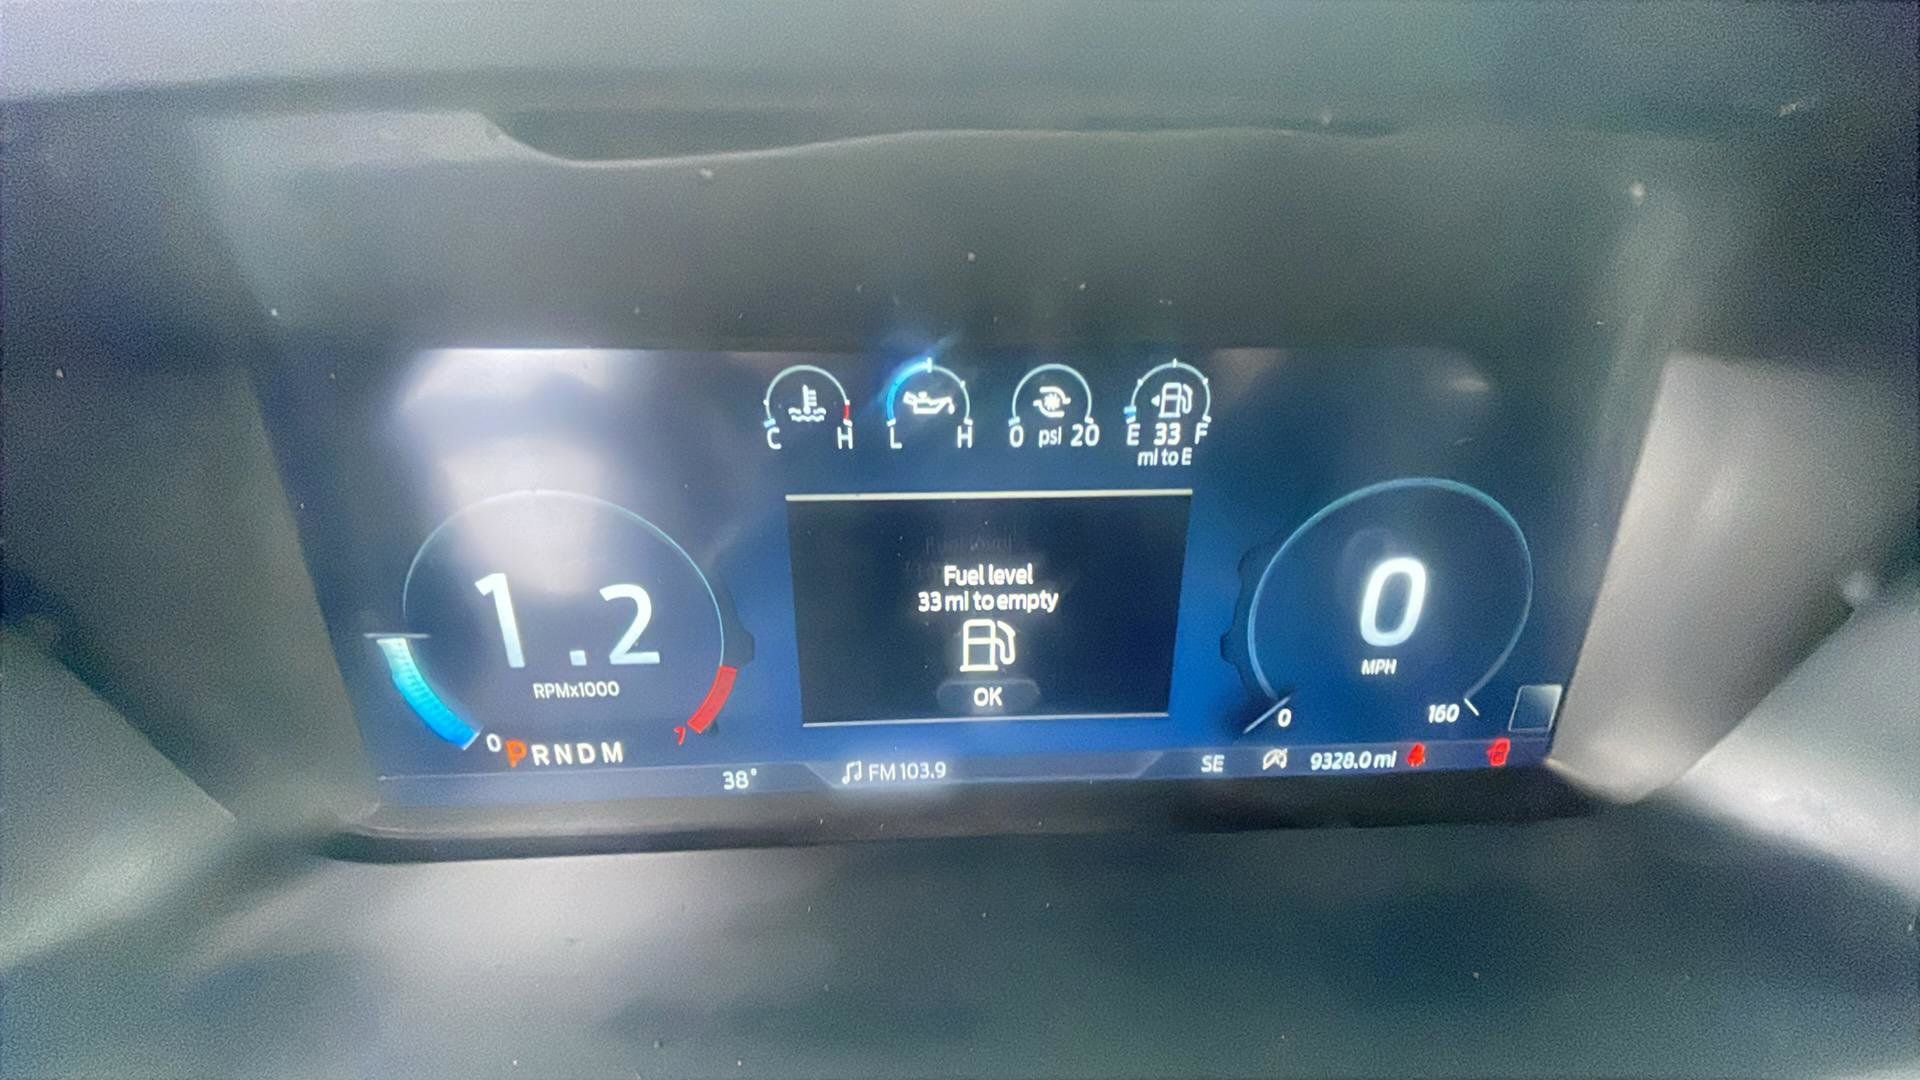 C H
L H
0 psi 20
E 33 F
mi to E
Fuel level
33 mi to empty
OK
1.2
RPMx1000
0
7
PRNDM
0
MPH
0
160
38°
FM 103.9
SE
9328.0 mi